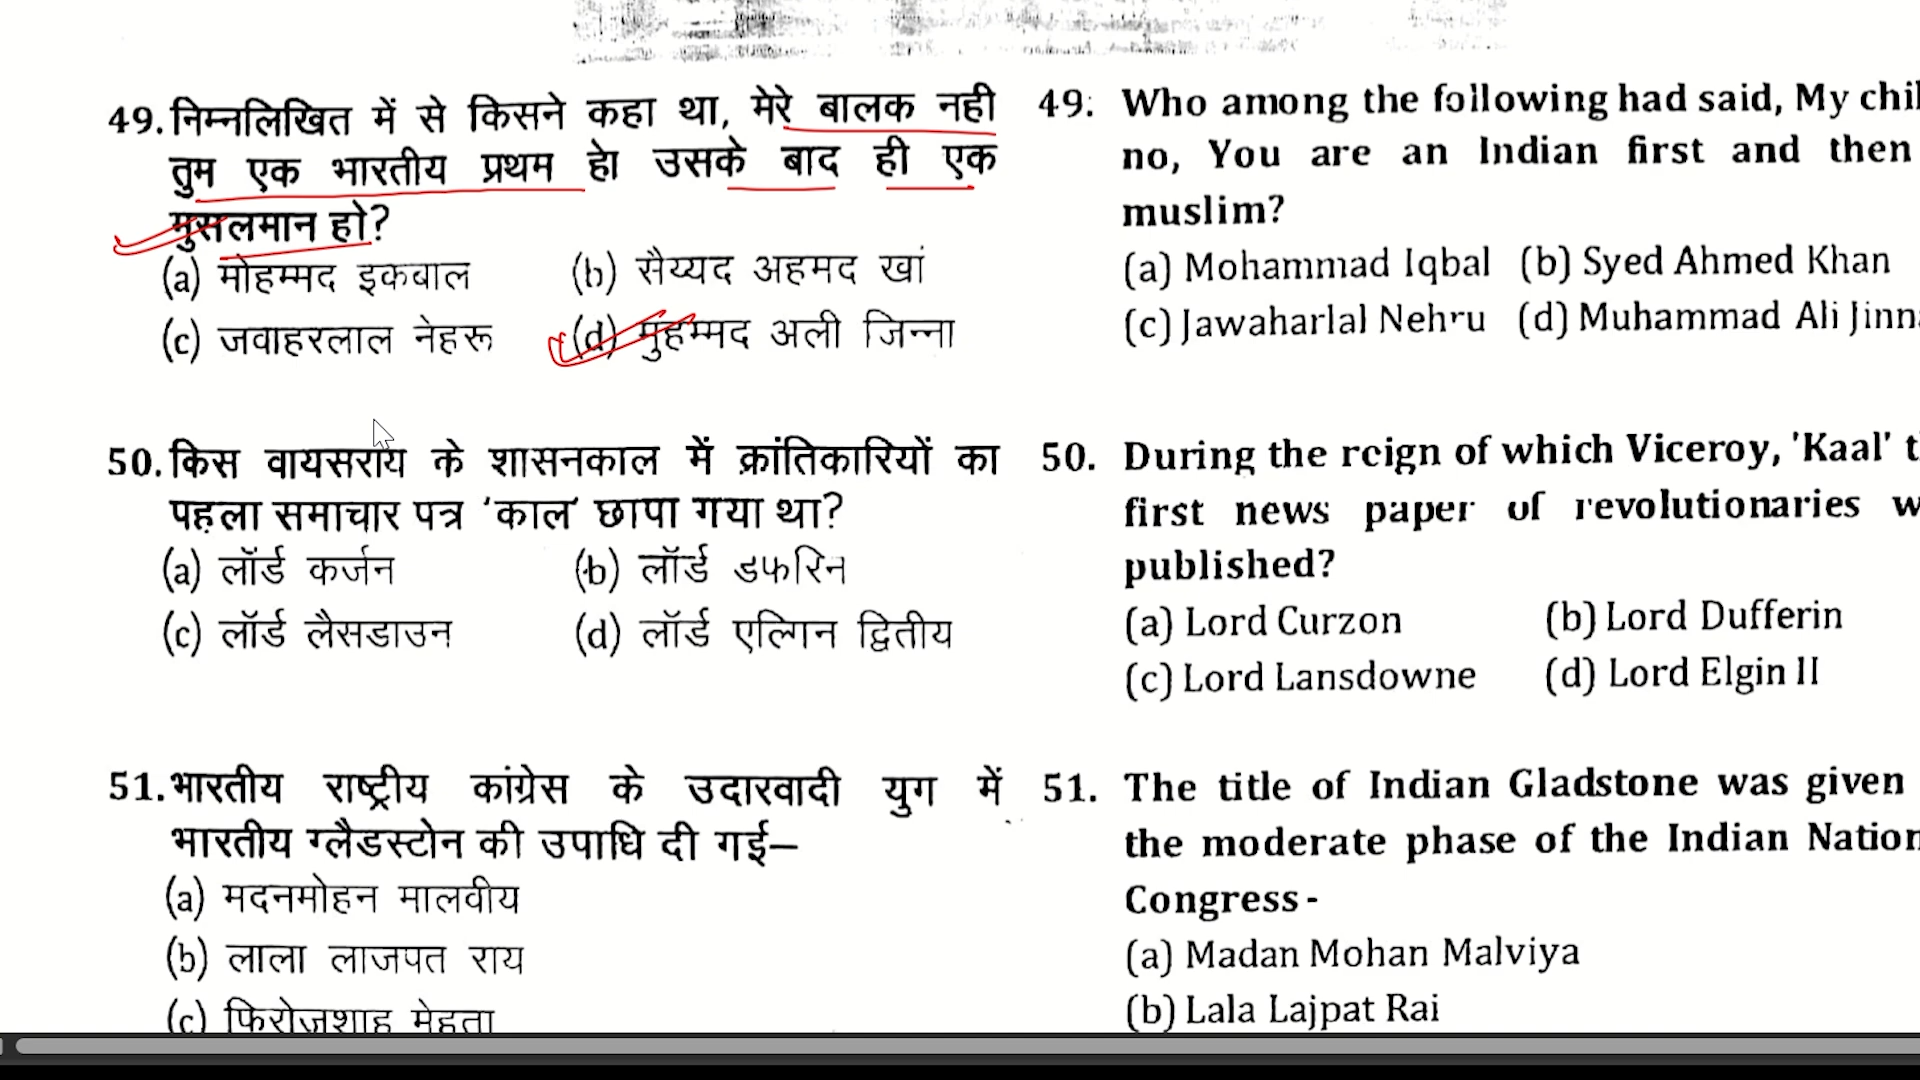 49. निम्नलिखित में से किसने कहा था, मेरे बालक नही
तुम एक भारतीय प्रथम हेा उसके बाद ही एक
मुसलमान हो?
(a) मोहम्मद इकबाल (b) सैय्यद अहमद खां
(c) जवाहरलाल नेहरू (d) मुहम्मद अली जिन्ना
50. किस वायसराय के शासनकाल में क्रांतिकारियों का
पहला समाचार पत्र 'काल' छापा गया था?
(a) लॉर्ड कर्जन (b) लॉर्ड डफरिन
(c) लॉर्ड लैसडाउन (d) लॉर्ड एल्गिन द्वितीय
51. भारतीय राष्ट्रीय कांग्रेस के उदारवादी युग में
भारतीय ग्लैडस्टोन की उपाधि दी गई–
(a) मदनमोहन मालवीय
(b) लाला लाजपत राय
(c) फिरोजशाह मेहता
49. Who among the following had said, My chil
no, You are an Indian first and then
muslim?
(a) Mohammad Iqbal (b) Syed Ahmed Khan
(c) Jawaharlal Nehru (d) Muhammad Ali Jinn
50. During the reign of which Viceroy, 'Kaal' t
first news paper of revolutionaries w
published?
(a) Lord Curzon (b) Lord Dufferin
(c) Lord Lansdowne (d) Lord Elgin II
51. The title of Indian Gladstone was given
the moderate phase of the Indian Nation
Congress -
(a) Madan Mohan Malviya
(b) Lala Lajpat Rai